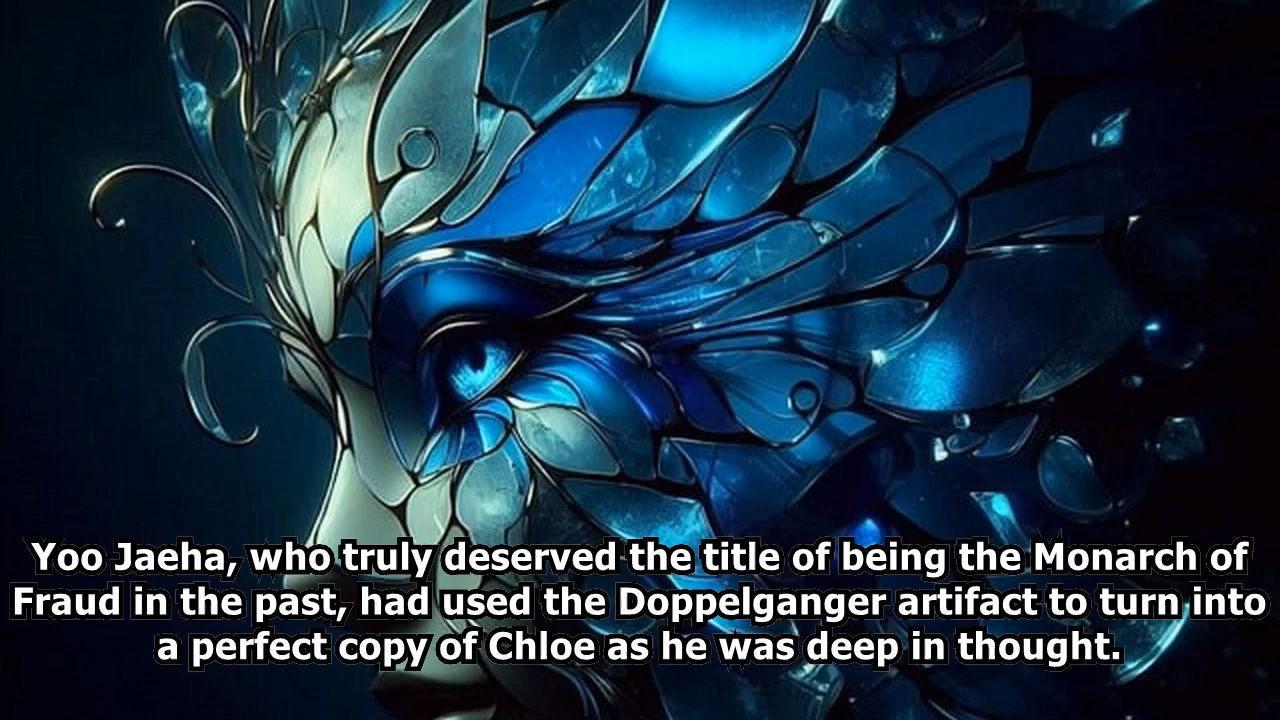 Yoo Jaeha, who truly deserved the title of being the Monarch of
Fraud in the past, had used the Doppelganger artifact to turn into
a perfect copy of Chloe as he was deep in thought.